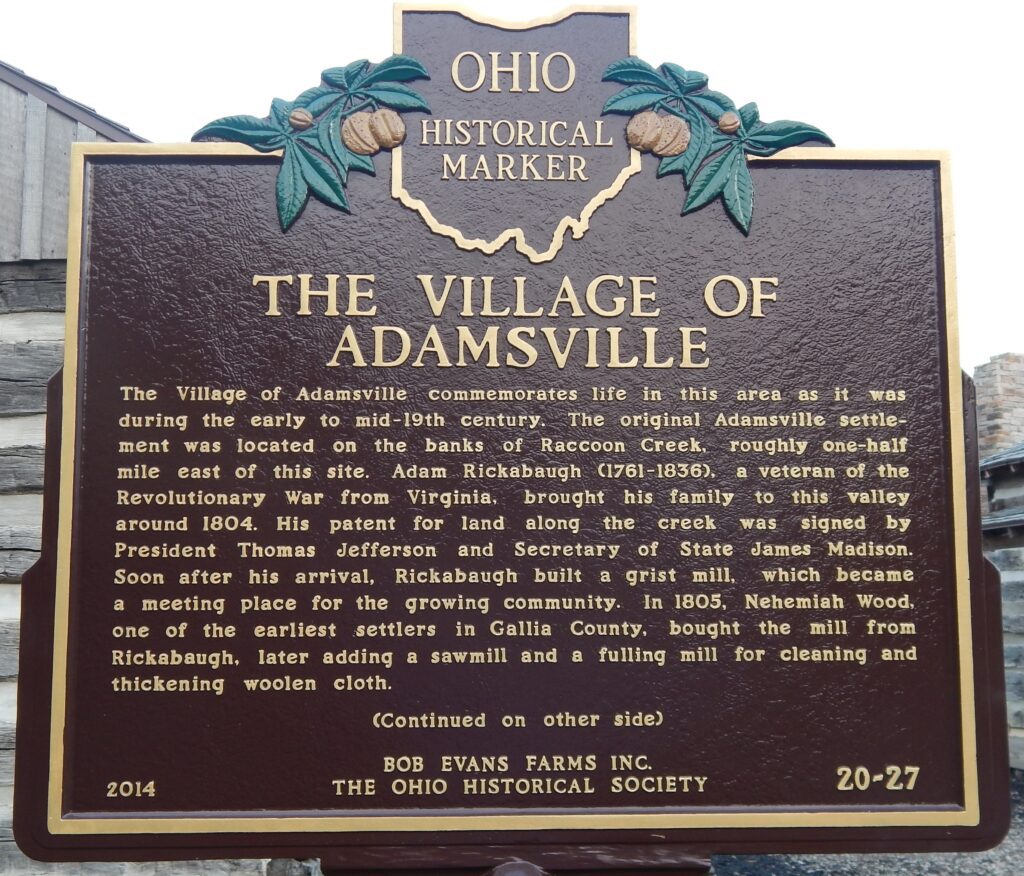 OHIO
HISTORICAL
MARKER
THE VILLAGE OF
ADAMSVILLE
The Village of Adamsville commemorates life in this area as it was
during the early to mid-19th century. The original Adamsville settle-
ment was located on the banks of Raccoon Creek, roughly one-half
mile east of this site. Adam Rickabaugh (1761-1836), a veteran of the
Revolutionary War from Virginia, brought his family to this valley
around 1804. His patent for land along the creek was signed by
President Thomas Jefferson and Secretary of State James Madison.
Soon after his arrival, Rickabaugh built a grist mill, which became
a meeting place for the growing community. In 1805, Nehemiah Wood,
one of the earliest settlers in Gallia County, bought the mill from
Rickabaugh, later adding a sawmill and a fulling mill for cleaning and
thickening woolen cloth.
(Continued on other side)
BOB EVANS FARMS INC.
THE OHIO HISTORICAL SOCIETY
2014
20-27